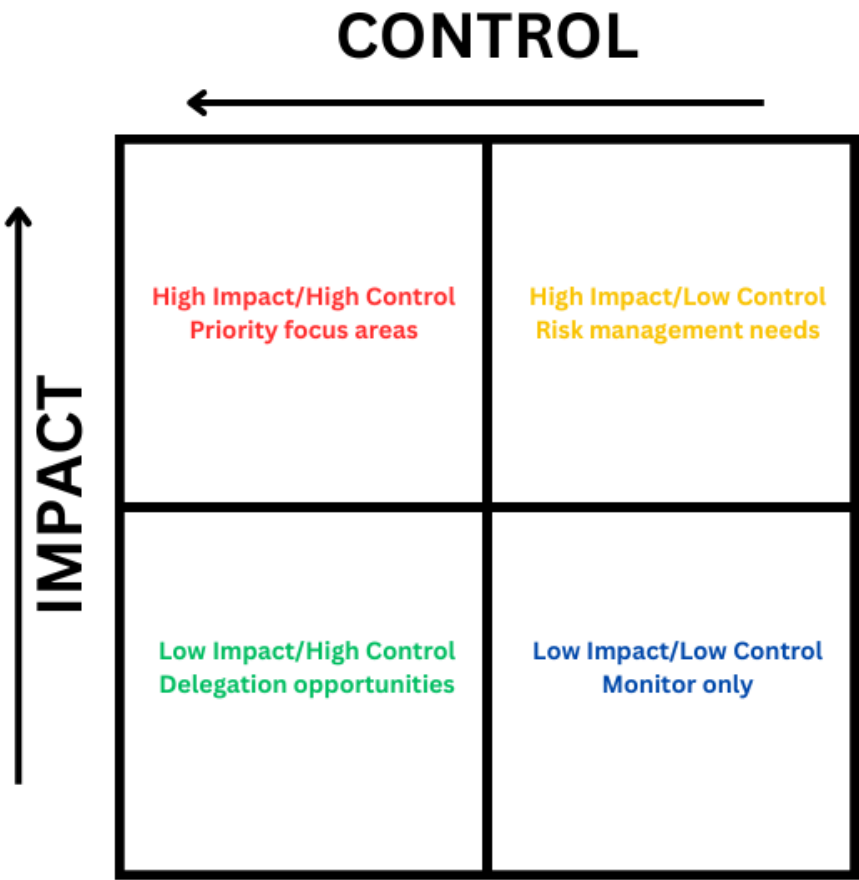 CONTROL
IMPACT
High Impact/High Control
Priority focus areas
High Impact/Low Control
Risk management needs
Low Impact/High Control
Delegation opportunities
Low Impact/Low Control
Monitor only